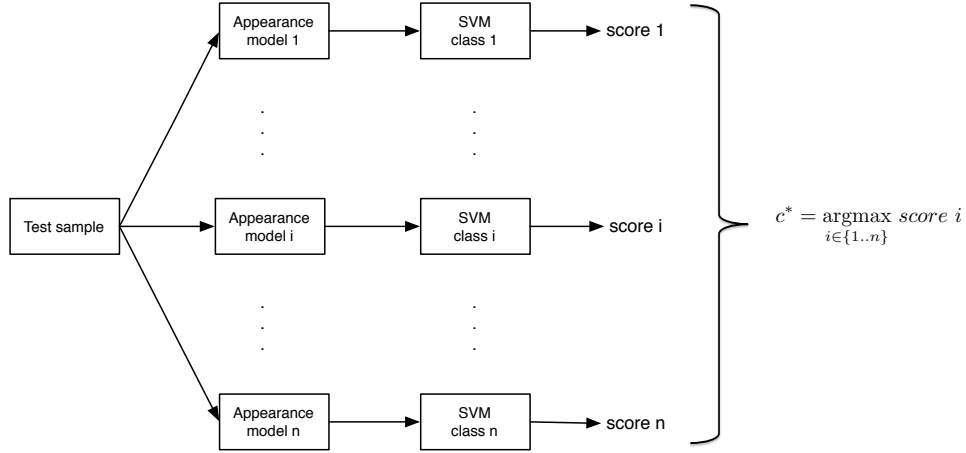 Appearance
model 1
SVM
class 1
score 1
Test sample
Appearance
model i
SVM
class i
score i
c* = argmax score i
i∈{1..n}
Appearance
model n
SVM
class n
score n